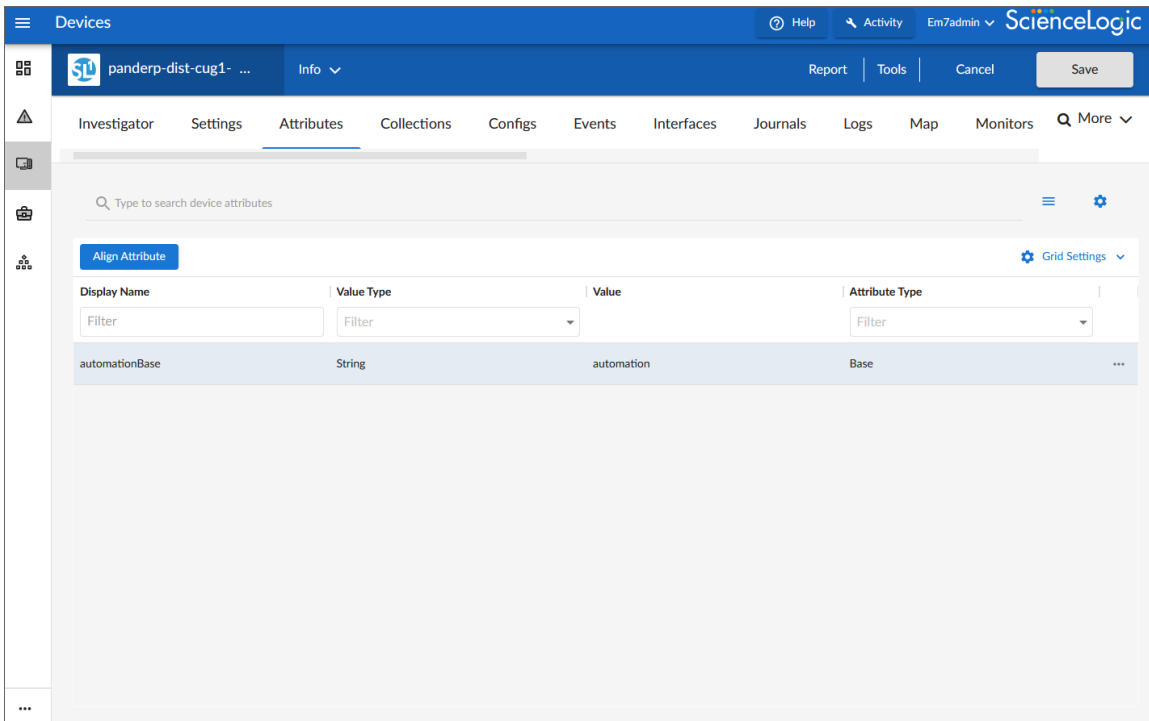 Devices Help Activity Em7admin ScienceLogic
SL1 panderp-dist-cug1- ... Info Report Tools Cancel Save
Investigator Settings Attributes Collections Configs Events Interfaces Journals Logs Map Monitors More
Type to search device attributes
Align Attribute Grid Settings
Display Name Value Type Value Attribute Type
Filter Filter Filter
automationBase String automation Base